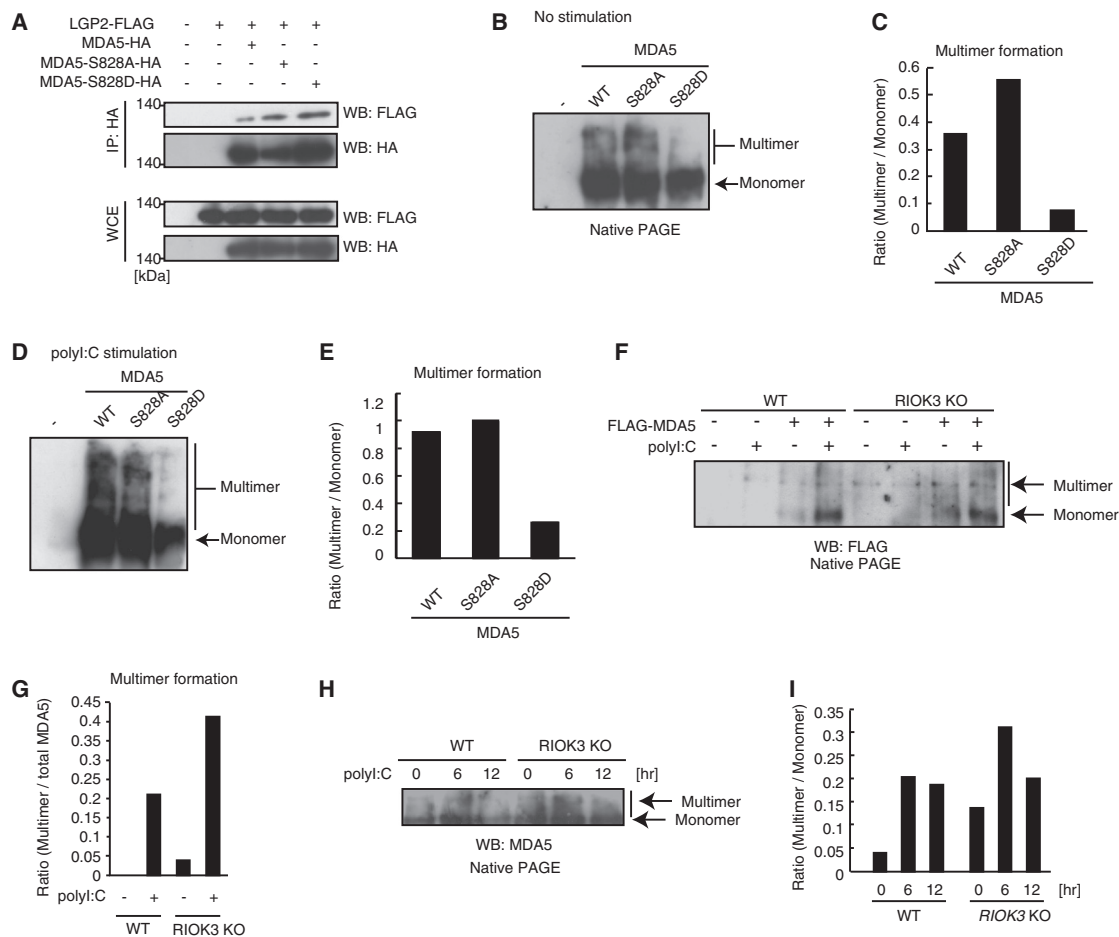 A
LGP2-FLAG - + + + +
MDA5-HA - - + - -
MDA5-S828A-HA - - - + -
MDA5-S828D-HA - - - - +
IP: HA
140
WB: FLAG
WB: HA
140
WCE
140
WB: FLAG
WB: HA
140
[kDa]
B
No stimulation
MDA5
- WT S828A S828D
Multimer
Monomer
Native PAGE
C
Multimer formation
Ratio (Multimer / Monomer)
0.6
0.5
0.4
0.3
0.2
0.1
0
WT S828A S828D
MDA5
D
polyI:C stimulation
MDA5
- WT S828A S828D
Multimer
Monomer
E
Multimer formation
Ratio (Multimer / Monomer)
1.2
1
0.8
0.6
0.4
0.2
0
WT S828A S828D
MDA5
F
WT RIOK3 KO
FLAG-MDA5 - - + + - - + +
polyI:C - + - + - + - +
Multimer
Monomer
WB: FLAG
Native PAGE
G
Multimer formation
Ratio (Multimer / total MDA5)
0.45
0.4
0.35
0.3
0.25
0.2
0.15
0.1
0.05
0
polyI:C - + - +
WT RIOK3 KO
H
WT RIOK3 KO
polyI:C 0 6 12 0 6 12 [hr]
Multimer
Monomer
WB: MDA5
Native PAGE
I
Ratio (Multimer / Monomer)
0.35
0.3
0.25
0.2
0.15
0.1
0.05
0
0 6 12 0 6 12 [hr]
WT RIOK3 KO